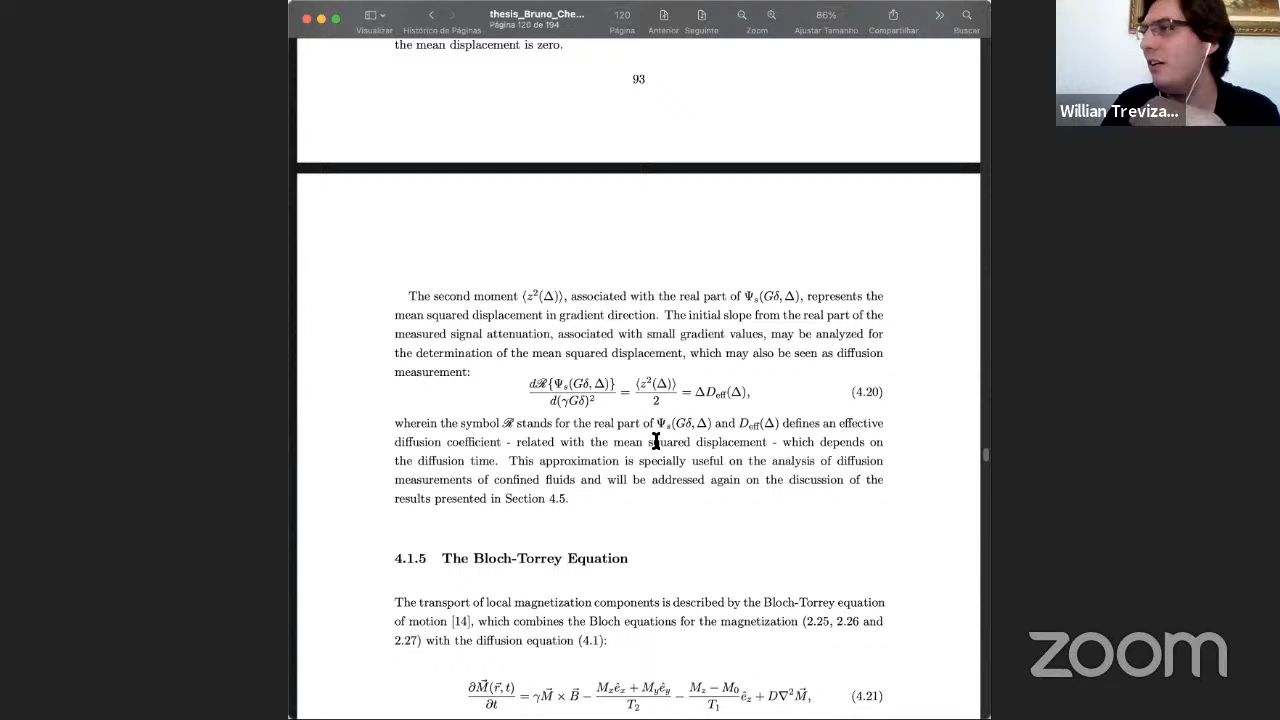 thesis_Bruno_Che...
Página 120 de 194
120
86%
Visualizar
Histórico de Páginas
Página
Anterior
Seguinte
Zoom
Ajustar Tamanho
Compartilhar
Buscar
Willian Treviza...
the mean displacement is zero.
93
The second moment ⟨z²(Δ)⟩, associated with the real part of Ψₛ(Gδ, Δ), represents the
mean squared displacement in gradient direction. The initial slope from the real part of the
measured signal attenuation, associated with small gradient values, may be analyzed for
the determination of the mean squared displacement, which may also be seen as diffusion
measurement:
dℛ{Ψₛ(Gδ, Δ)}/d(γGδ)² = ⟨z²(Δ)⟩/2 = ΔD_eff(Δ), (4.20)
wherein the symbol ℛ stands for the real part of Ψₛ(Gδ, Δ) and D_eff(Δ) defines an effective
diffusion coefficient - related with the mean squared displacement - which depends on
the diffusion time. This approximation is specially useful on the analysis of diffusion
measurements of confined fluids and will be addressed again on the discussion of the
results presented in Section 4.5.
4.1.5 The Bloch-Torrey Equation
The transport of local magnetization components is described by the Bloch-Torrey equation
of motion [14], which combines the Bloch equations for the magnetization (2.25, 2.26 and
2.27) with the diffusion equation (4.1):
∂M⃗(r⃗, t)/∂t = γM⃗ × B⃗ − (Mₓêₓ + M_yê_y)/T₂ − (M_z − M₀)/T₁ ê_z + D∇²M⃗, (4.21)
zoom